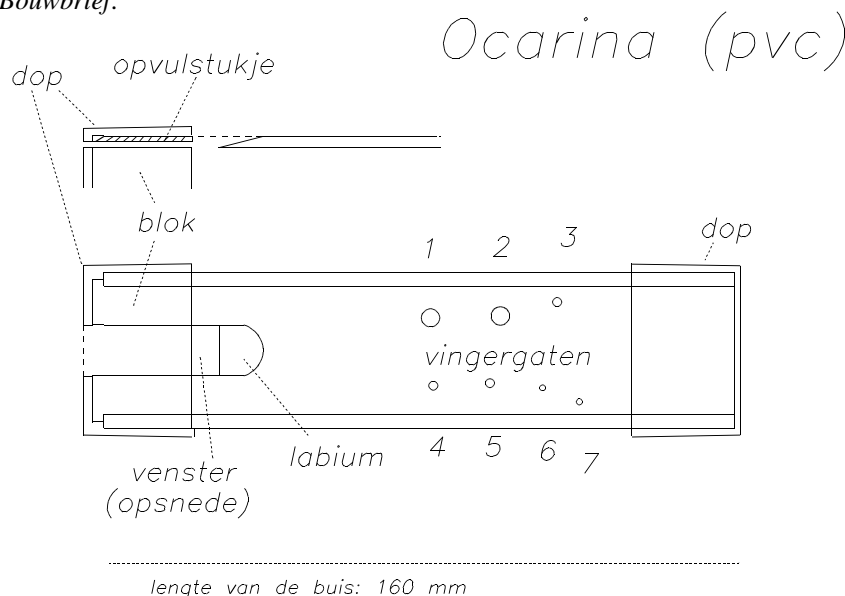 Bouwbrief.
Ocarina (pvc)
dop
opvulstukje
blok
dop
1
2
3
vingergaten
4
5
6
7
labium
venster
(opsnede)
lengte van de buis: 160 mm